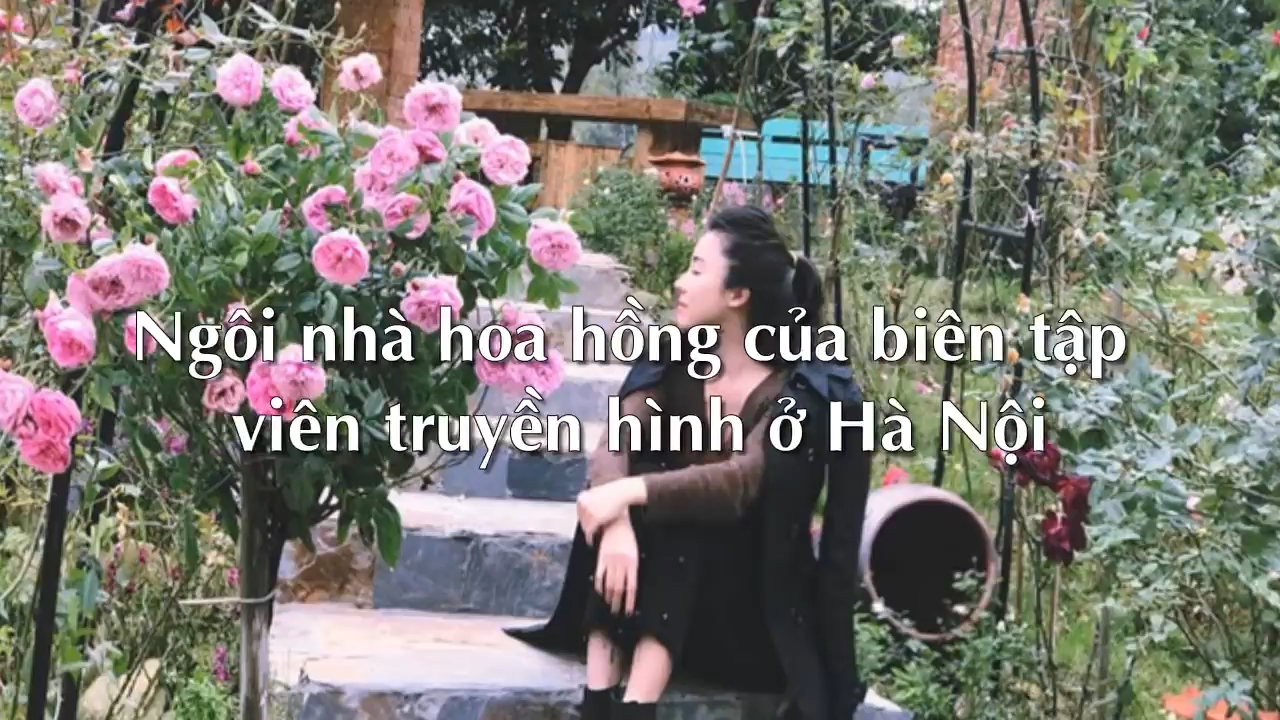 Ngôi nhà hoa hồng của biên tập
viên truyền hình ở Hà Nội